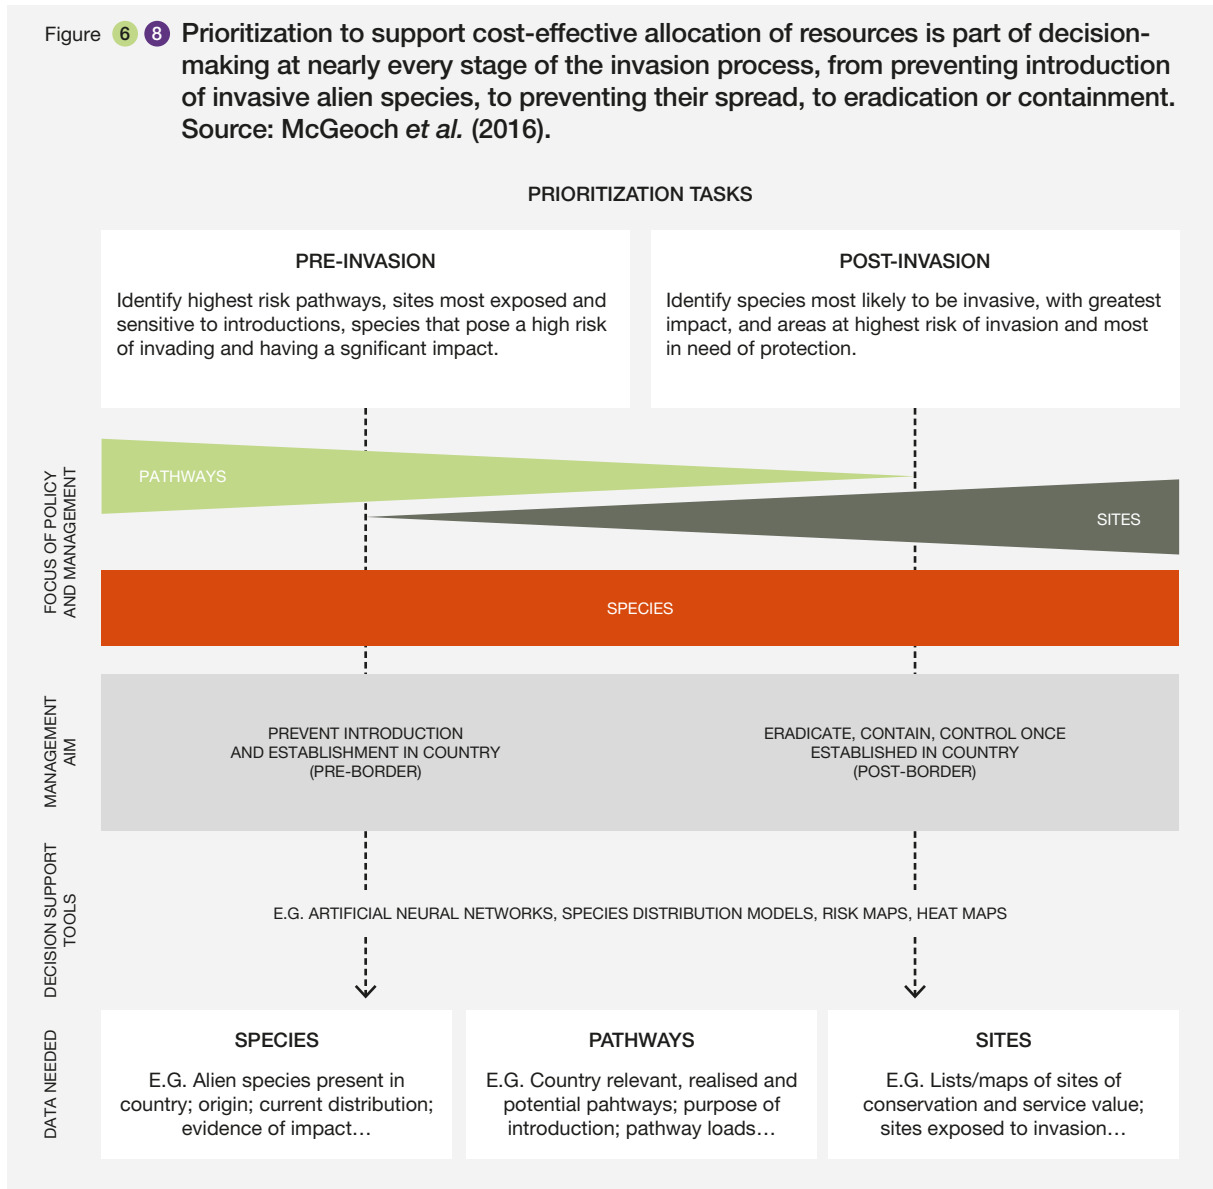 Figure 6 8 Prioritization to support cost-effective allocation of resources is part of decision-
making at nearly every stage of the invasion process, from preventing introduction
of invasive alien species, to preventing their spread, to eradication or containment.
Source: McGeoch et al. (2016).
PRIORITIZATION TASKS
PRE-INVASION
Identify highest risk pathways, sites most exposed and
sensitive to introductions, species that pose a high risk
of invading and having a sgnificant impact.
POST-INVASION
Identify species most likely to be invasive, with greatest
impact, and areas at highest risk of invasion and most
in need of protection.
FOCUS OF POLICY
AND MANAGEMENT
PATHWAYS
SITES
SPECIES
MANAGEMENT
AIM
PREVENT INTRODUCTION
AND ESTABLISHMENT IN COUNTRY
(PRE-BORDER)
ERADICATE, CONTAIN, CONTROL ONCE
ESTABLISHED IN COUNTRY
(POST-BORDER)
DECISION SUPPORT
TOOLS
E.G. ARTIFICIAL NEURAL NETWORKS, SPECIES DISTRIBUTION MODELS, RISK MAPS, HEAT MAPS
DATA NEEDED
SPECIES
E.G. Alien species present in
country; origin; current distribution;
evidence of impact...
PATHWAYS
E.G. Country relevant, realised and
potential pahtways; purpose of
introduction; pathway loads...
SITES
E.G. Lists/maps of sites of
conservation and service value;
sites exposed to invasion...